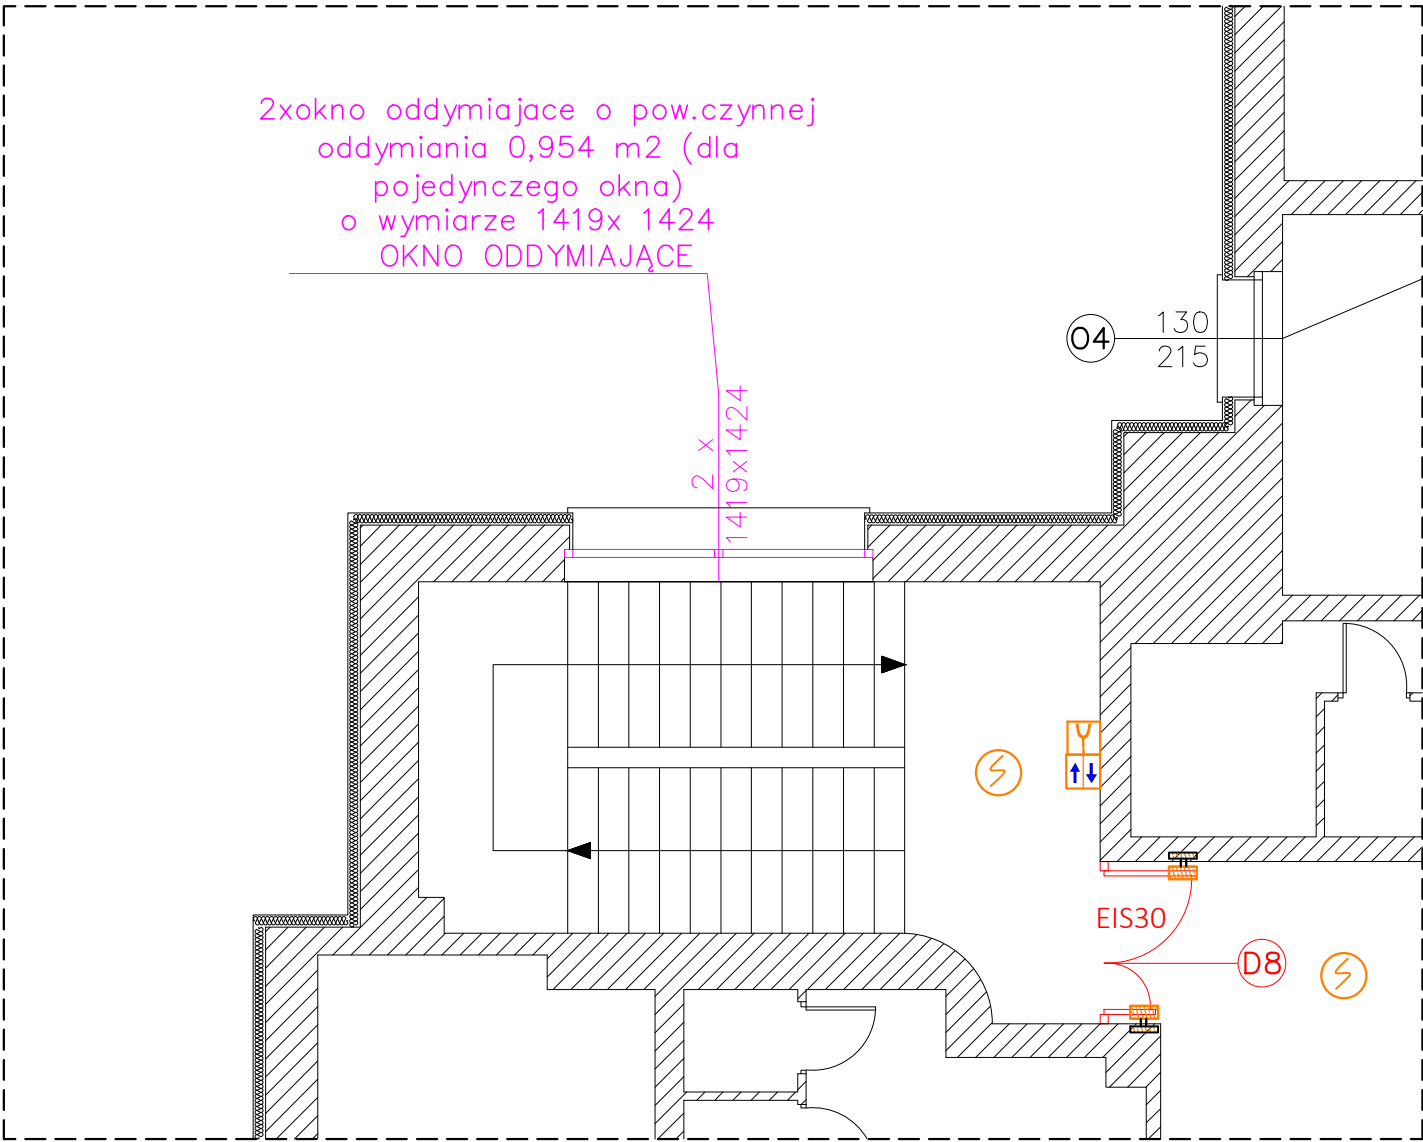 2xokno oddymiajace o pow.czynnej
oddymiania 0,954 m2 (dla
pojedynczego okna)
o wymiarze 1419x 1424
OKNO ODDYMIAJĄCE
O4
130
215
2 x
1419x1424
EIS30
D8